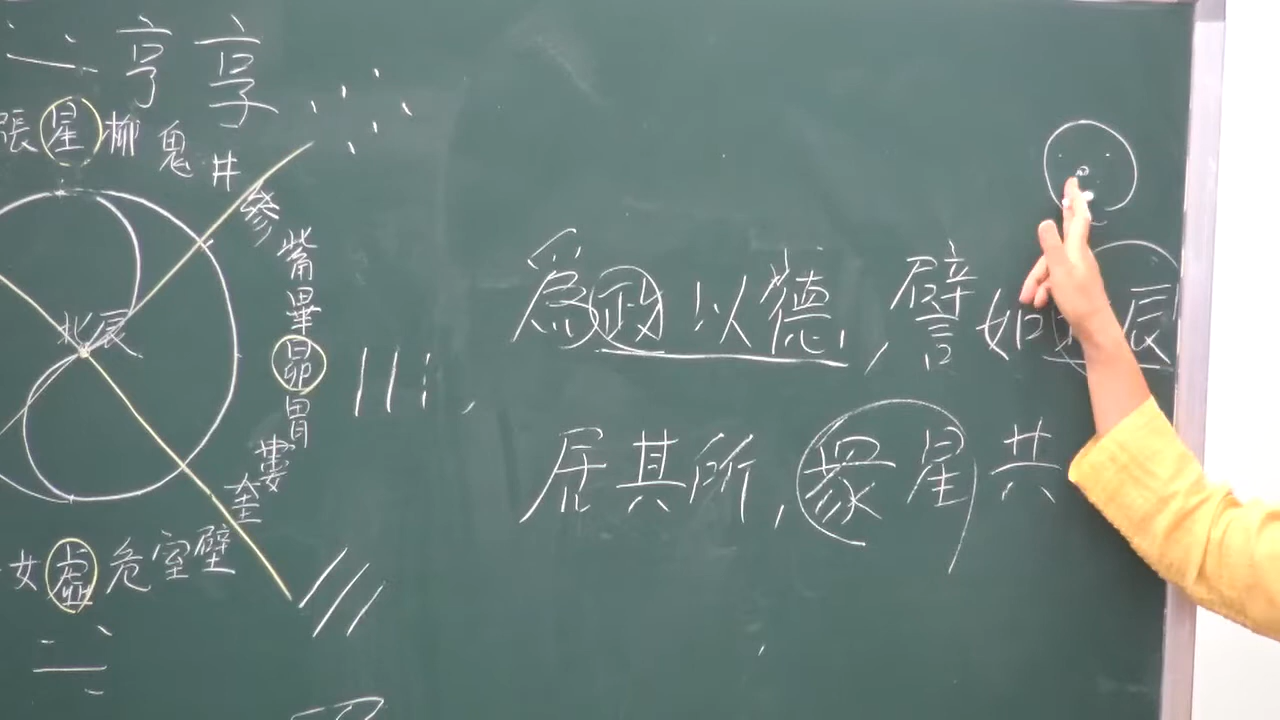 亨 享
張 星 柳 鬼 井 參 觜 畢 昴 胃 婁 奎
北辰
女 虛 危 室 壁
為政以德,譬如 辰
居其所,眾星共